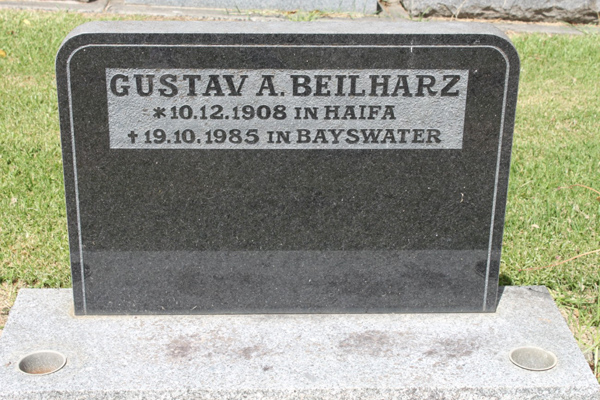 GUSTAV A. BEILHARZ
*10.12.1908 IN HAIFA
†19.10.1985 IN BAYSWATER